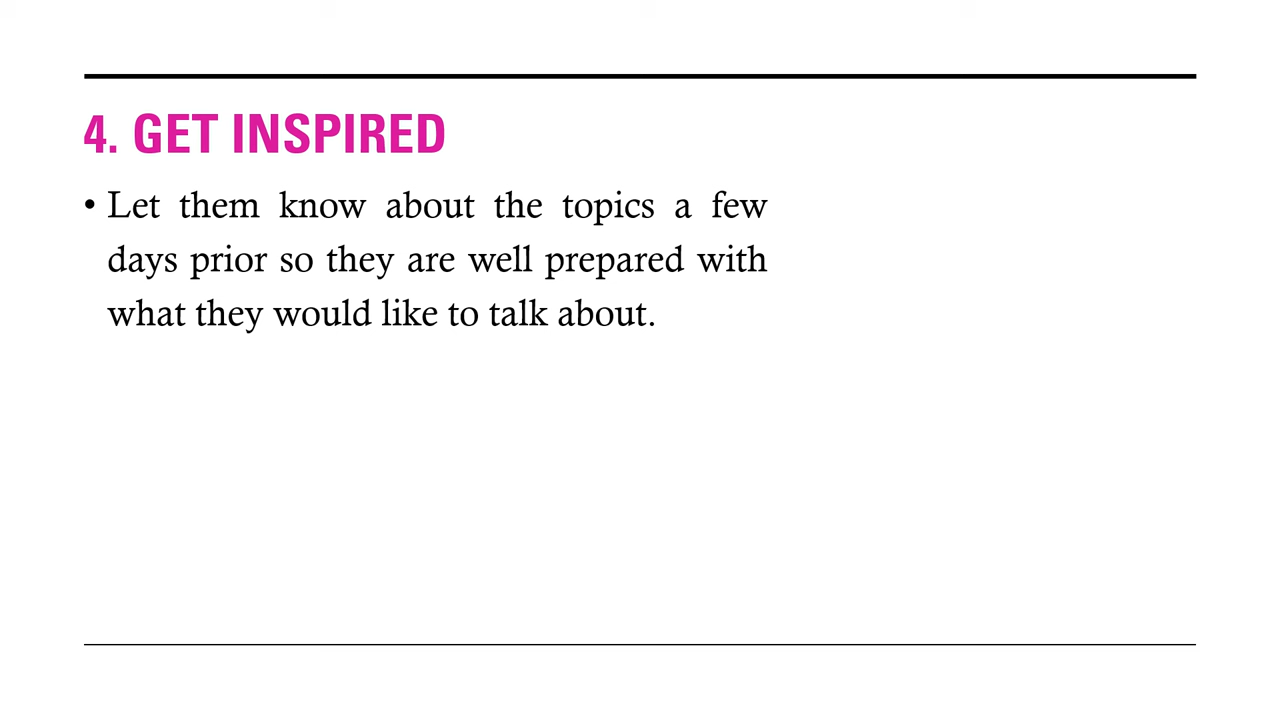 4. GET INSPIRED
• Let them know about the topics a few
days prior so they are well prepared with
what they would like to talk about.